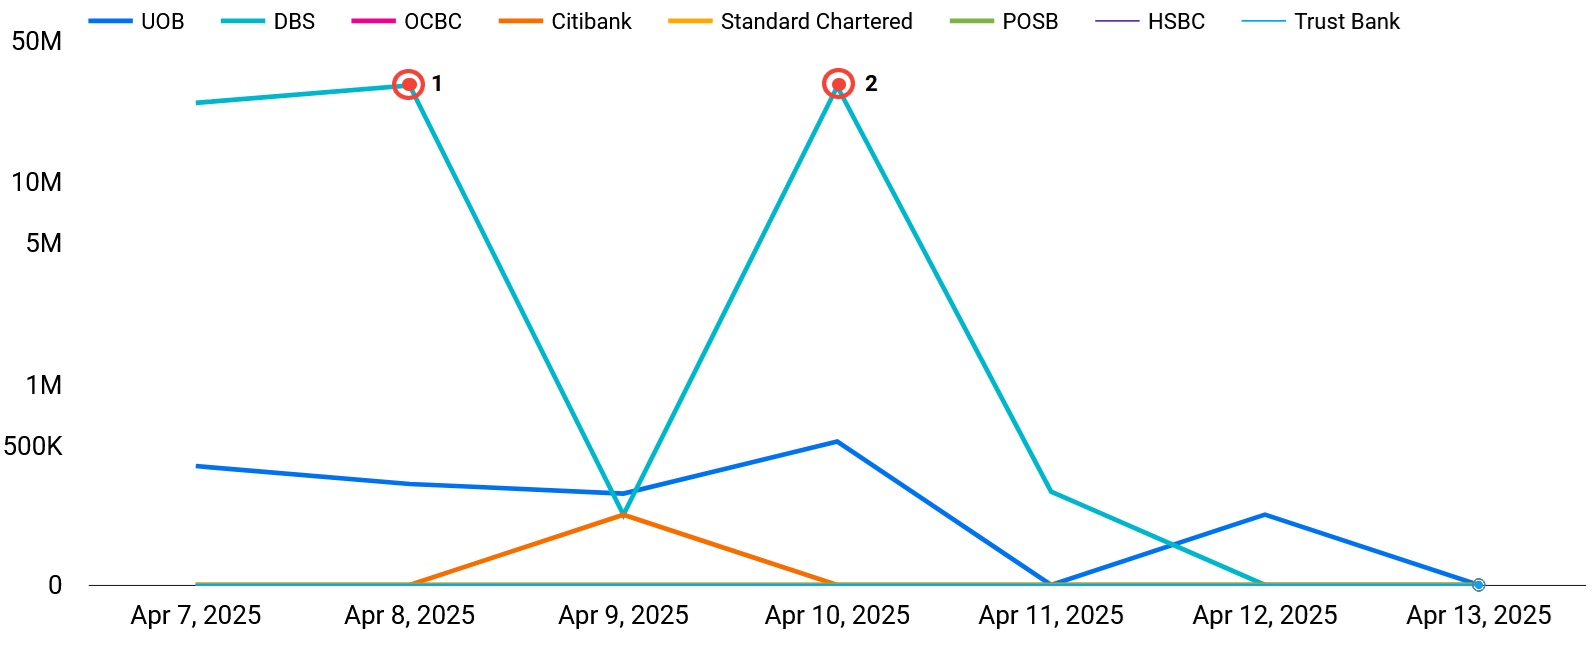 UOB DBS OCBC Citibank Standard Chartered POSB HSBC Trust Bank
50M
1 2
10M
5M
1M
500K
0
Apr 7, 2025 Apr 8, 2025 Apr 9, 2025 Apr 10, 2025 Apr 11, 2025 Apr 12, 2025 Apr 13, 2025